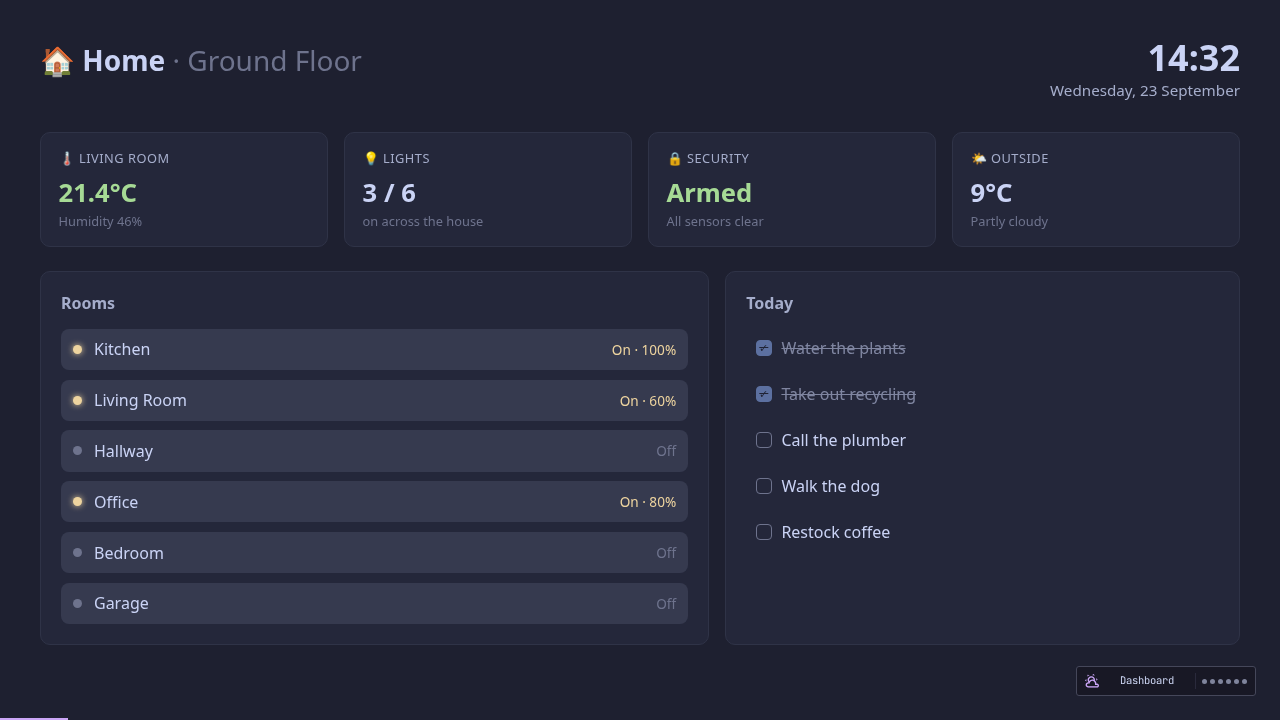 🏠 Home · Ground Floor
14:32
Wednesday, 23 September
🌡️ LIVING ROOM
21.4°C
Humidity 46%
💡 LIGHTS
3 / 6
on across the house
🔒 SECURITY
Armed
All sensors clear
🌤️ OUTSIDE
9°C
Partly cloudy
Rooms
Kitchen On · 100%
Living Room On · 60%
Hallway Off
Office On · 80%
Bedroom Off
Garage Off
Today
Water the plants
Take out recycling
Call the plumber
Walk the dog
Restock coffee
Dashboard